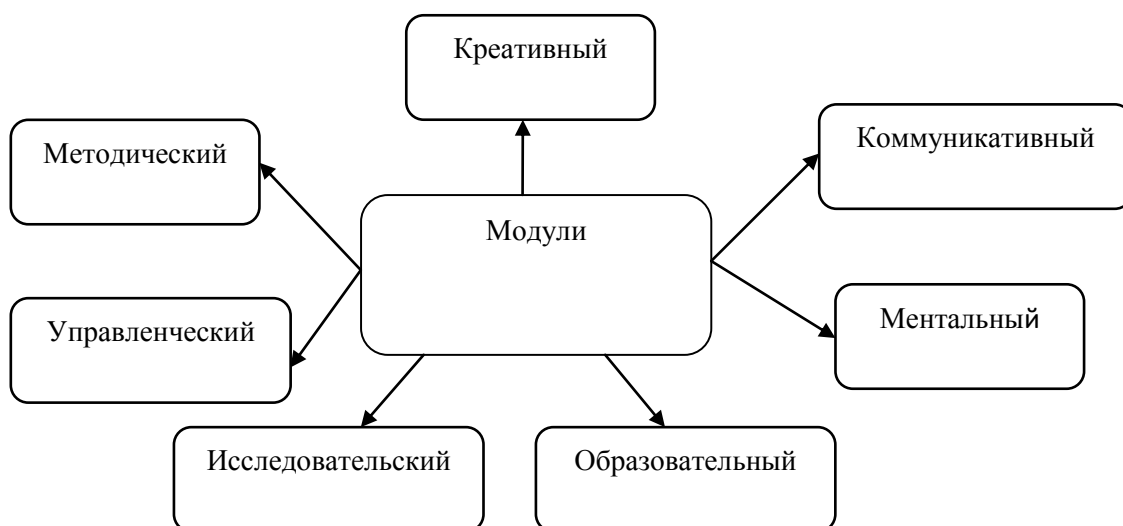 Креативный
Методический
Коммуникативный
Модули
Управленческий
Ментальный
Исследовательский
Образовательный